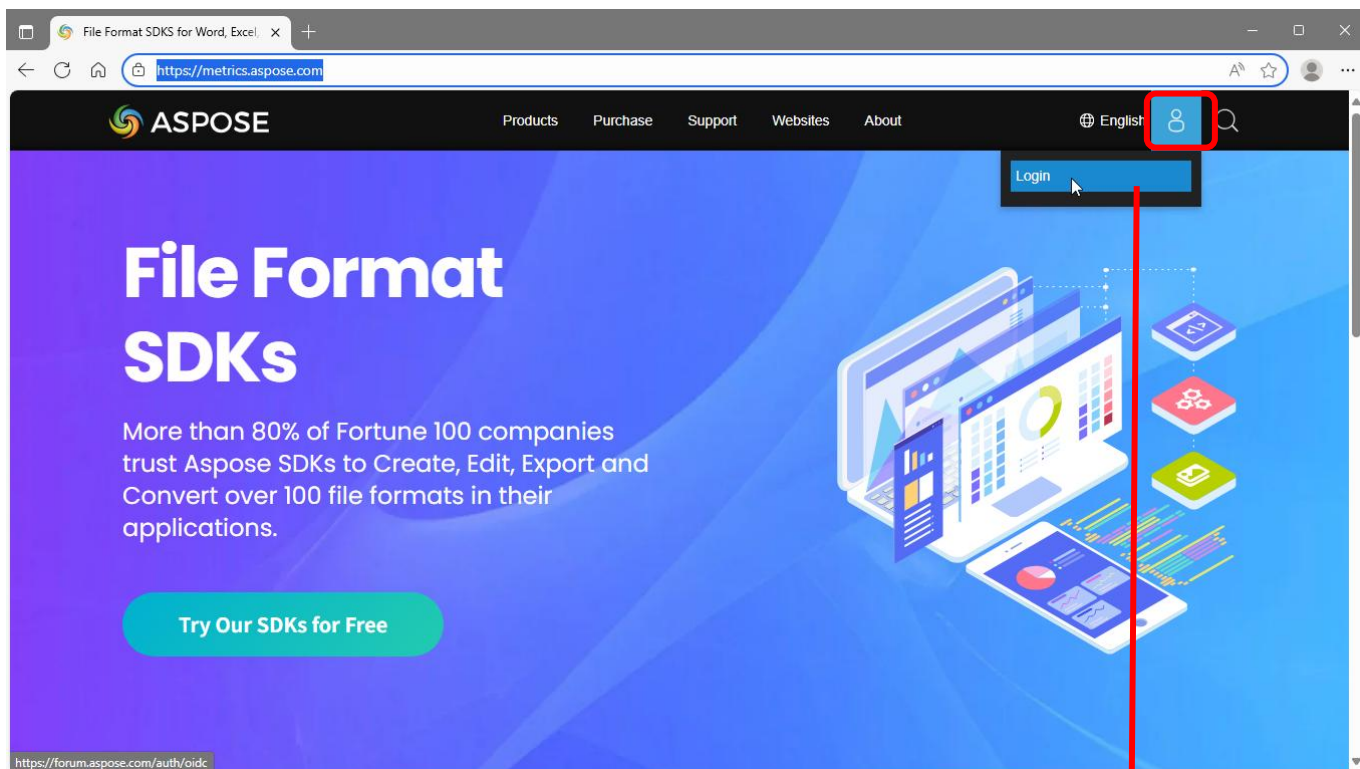 File Format SDKS for Word, Excel,
https://metrics.aspose.com
ASPOSE
Products Purchase Support Websites About English
Login
File Format
SDKs
More than 80% of Fortune 100 companies
trust Aspose SDKs to Create, Edit, Export and
Convert over 100 file formats in their
applications.
Try Our SDKs for Free
https://forum.aspose.com/auth/oidc